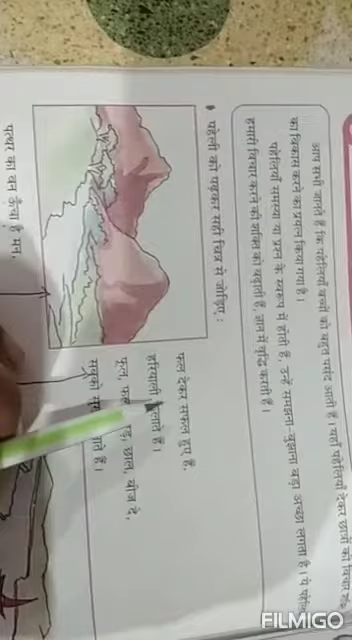 आप सभी जानते हैं कि पहेलियाँ बच्चों को बहुत पसंद आती हैं। यहाँ पहेलियाँ देकर छात्रों की विचार
का विकास करने का प्रयत्न किया गया है।
पहेलियाँ समस्या या प्रश्न के स्वरूप में होती हैं, उन्हें समझना-बूझना बड़ा अच्छा लगता है। ये
हमारी विचार करने की शक्ति को बढ़ाती हैं, ज्ञान में वृद्धि करती हैं।
पहेली को पढ़कर सही चित्र से जोड़िए :
फल देकर सफल हुए हैं,
हरियाली हैं।
फूल, छाल, बीज दे,
सबको हैं।
पत्थर का बन ऊँचा है मन,
FILMIGO